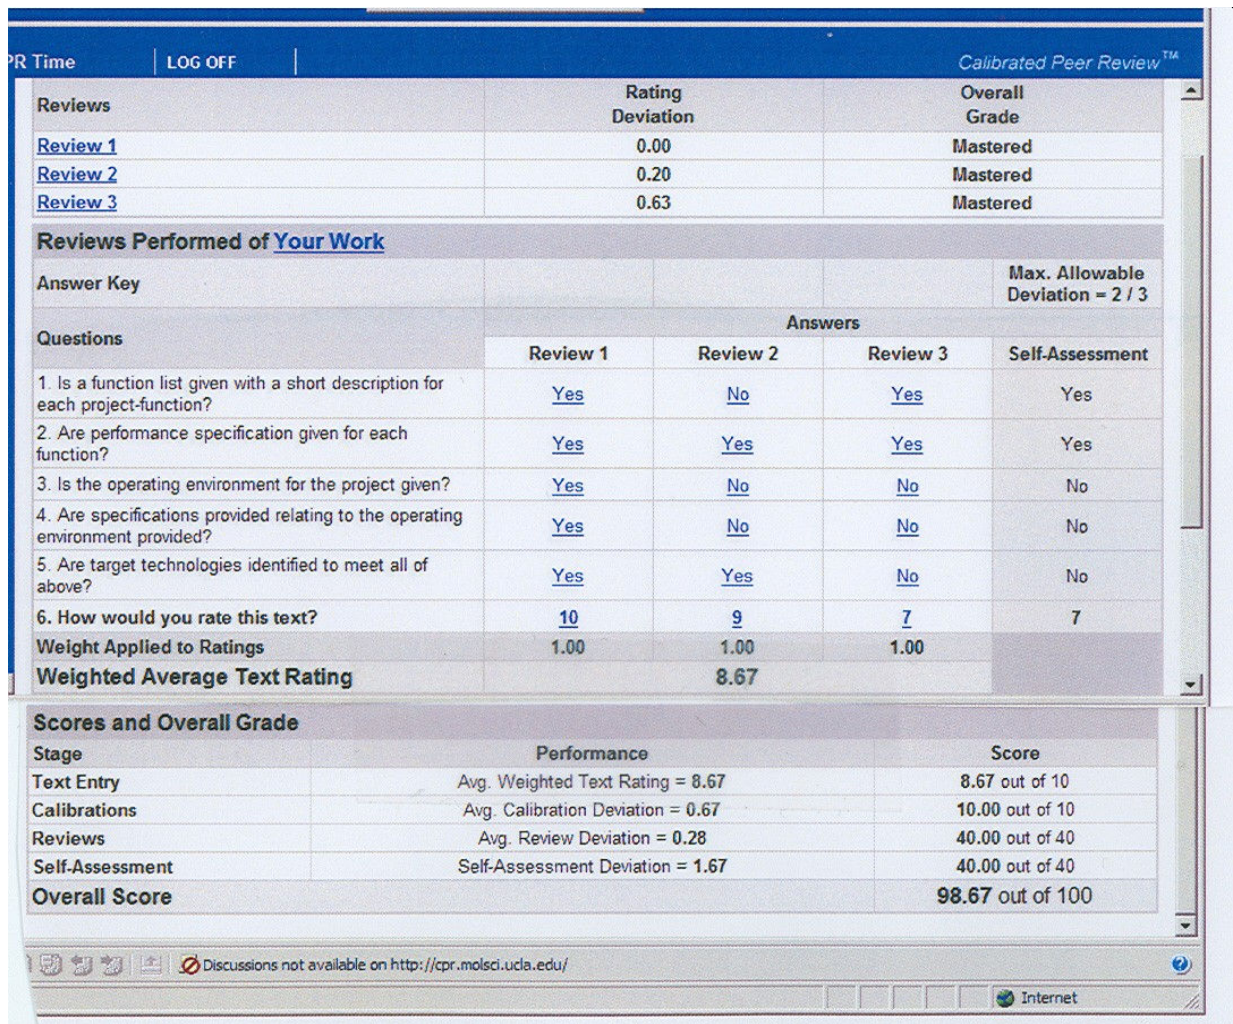 PR Time
LOG OFF
Calibrated Peer Review™
Reviews
Rating
Deviation
Overall
Grade
Review 1 0.00 Mastered
Review 2 0.20 Mastered
Review 3 0.63 Mastered
Reviews Performed of Your Work
Answer Key
Max. Allowable
Deviation = 2 / 3
Questions
Answers
Review 1 Review 2 Review 3 Self-Assessment
1. Is a function list given with a short description for
each project-function?
Yes No Yes Yes
2. Are performance specification given for each
function?
Yes Yes Yes Yes
3. Is the operating environment for the project given? Yes No No No
4. Are specifications provided relating to the operating
environment provided?
Yes No No No
5. Are target technologies identified to meet all of
above?
Yes Yes No No
6. How would you rate this text? 10 9 7 7
Weight Applied to Ratings 1.00 1.00 1.00
Weighted Average Text Rating 8.67
Scores and Overall Grade
Stage Performance Score
Text Entry Avg. Weighted Text Rating = 8.67 8.67 out of 10
Calibrations Avg. Calibration Deviation = 0.67 10.00 out of 10
Reviews Avg. Review Deviation = 0.28 40.00 out of 40
Self-Assessment Self-Assessment Deviation = 1.67 40.00 out of 40
Overall Score 98.67 out of 100
Discussions not available on http://cpr.molsci.ucla.edu/
Internet